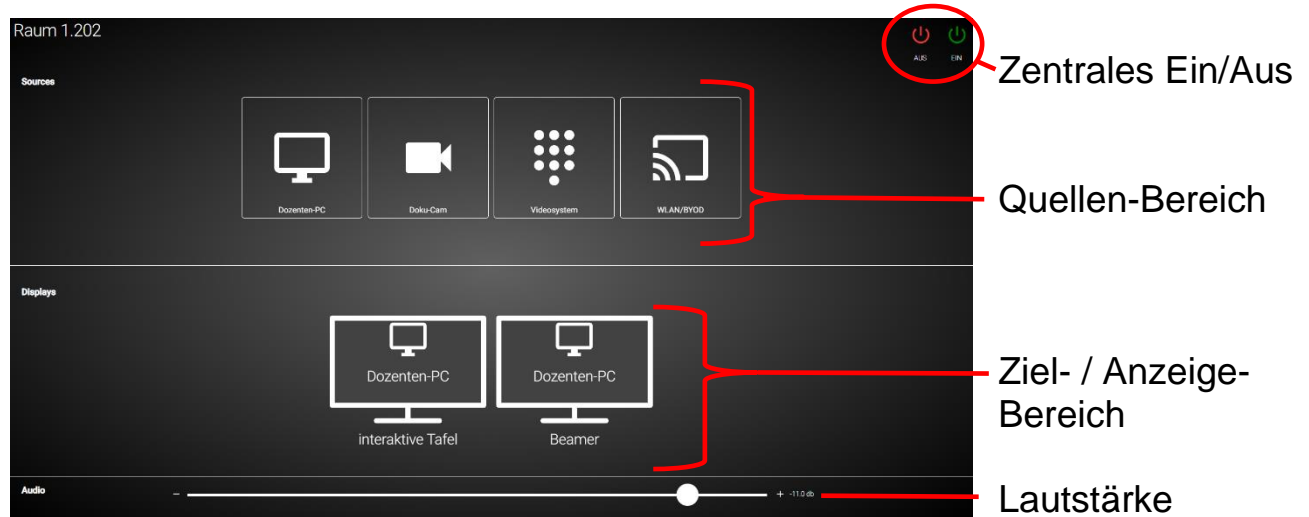 Raum 1.202
AUS EIN
Zentrales Ein/Aus
Sources
Dozenten-PC Doku-Cam Videosystem WLAN/BYOD
Quellen-Bereich
Displays
Dozenten-PC Dozenten-PC
interaktive Tafel Beamer
Ziel- / Anzeige-
Bereich
Audio − + -11.0 db
Lautstärke